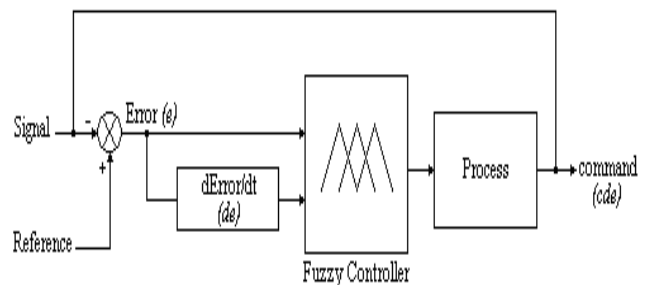 Signal
-
Error (e)
+
dError/dt
(de)
Process
command
(cde)
Reference
Fuzzy Controller